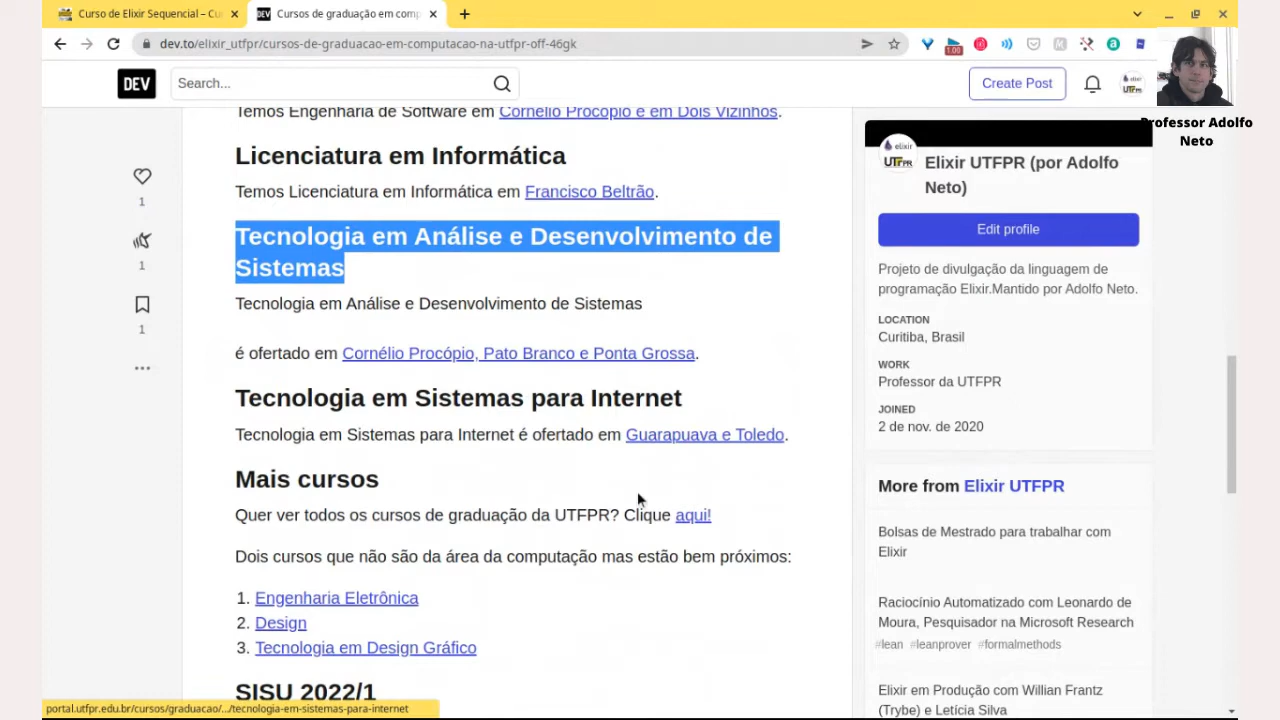 Curso de Elixir Sequencial – Cu
Cursos de graduação em comp
dev.to/elixir_utfpr/cursos-de-graduacao-em-computacao-na-utfpr-off-46gk
1.00
DEV
Search...
Create Post
Professor Adolfo
Neto
Temos Engenharia de Software em Cornélio Procópio e em Dois Vizinhos.
Licenciatura em Informática
Temos Licenciatura em Informática em Francisco Beltrão.
Tecnologia em Análise e Desenvolvimento de
Sistemas
Tecnologia em Análise e Desenvolvimento de Sistemas
é ofertado em Cornélio Procópio, Pato Branco e Ponta Grossa.
Tecnologia em Sistemas para Internet
Tecnologia em Sistemas para Internet é ofertado em Guarapuava e Toledo.
Mais cursos
Quer ver todos os cursos de graduação da UTFPR? Clique aqui!
Dois cursos que não são da área da computação mas estão bem próximos:
1. Engenharia Eletrônica
2. Design
3. Tecnologia em Design Gráfico
SISU 2022/1
1
1
1
elixir
UTFPR
Elixir UTFPR (por Adolfo
Neto)
Edit profile
Projeto de divulgação da linguagem de
programação Elixir.Mantido por Adolfo Neto.
LOCATION
Curitiba, Brasil
WORK
Professor da UTFPR
JOINED
2 de nov. de 2020
More from Elixir UTFPR
Bolsas de Mestrado para trabalhar com
Elixir
Raciocínio Automatizado com Leonardo de
Moura, Pesquisador na Microsoft Research
#lean #leanprover #formalmethods
Elixir em Produção com Willian Frantz
(Trybe) e Letícia Silva
portal.utfpr.edu.br/cursos/graduacao/.../tecnologia-em-sistemas-para-internet